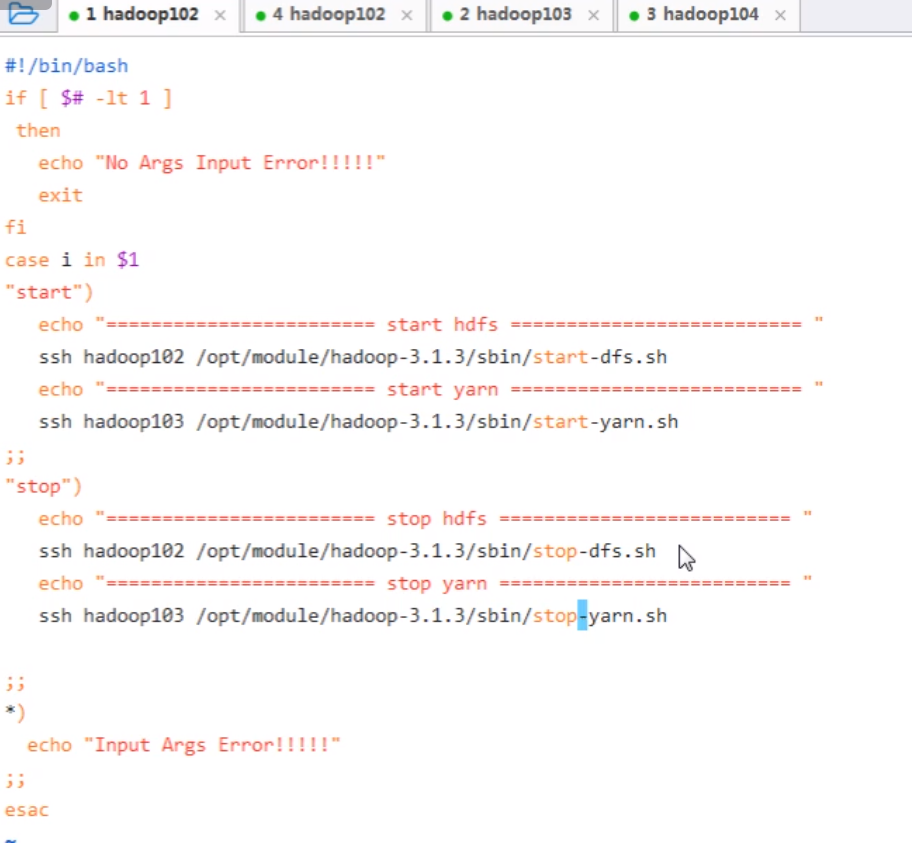 1 hadoop102 × 4 hadoop102 × 2 hadoop103 × 3 hadoop104 ×
#!/bin/bash
if [ $# -lt 1 ]
 then
   echo "No Args Input Error!!!!!"
   exit
fi
case i in $1
"start")
   echo "======================== start hdfs ========================== "
   ssh hadoop102 /opt/module/hadoop-3.1.3/sbin/start-dfs.sh
   echo "======================== start yarn ========================== "
   ssh hadoop103 /opt/module/hadoop-3.1.3/sbin/start-yarn.sh
;;
"stop")
   echo "======================== stop hdfs ========================== "
   ssh hadoop102 /opt/module/hadoop-3.1.3/sbin/stop-dfs.sh
   echo "======================== stop yarn ========================== "
   ssh hadoop103 /opt/module/hadoop-3.1.3/sbin/stop-yarn.sh

;;
*)
  echo "Input Args Error!!!!!"
;;
esac
~